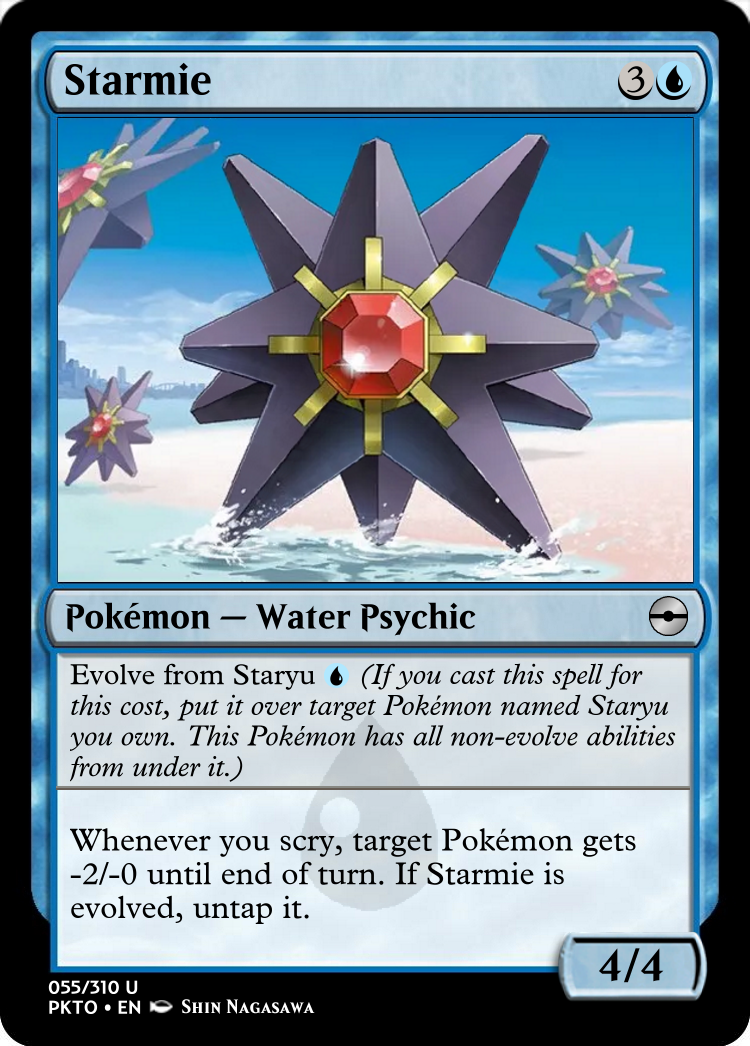 Starmie 3
Pokémon — Water Psychic
Evolve from Staryu (If you cast this spell for
this cost, put it over target Pokémon named Staryu
you own. This Pokémon has all non-evolve abilities
from under it.)
Whenever you scry, target Pokémon gets
-2/-0 until end of turn. If Starmie is
evolved, untap it.
4/4
055/310 U
PKTO • EN Shin Nagasawa